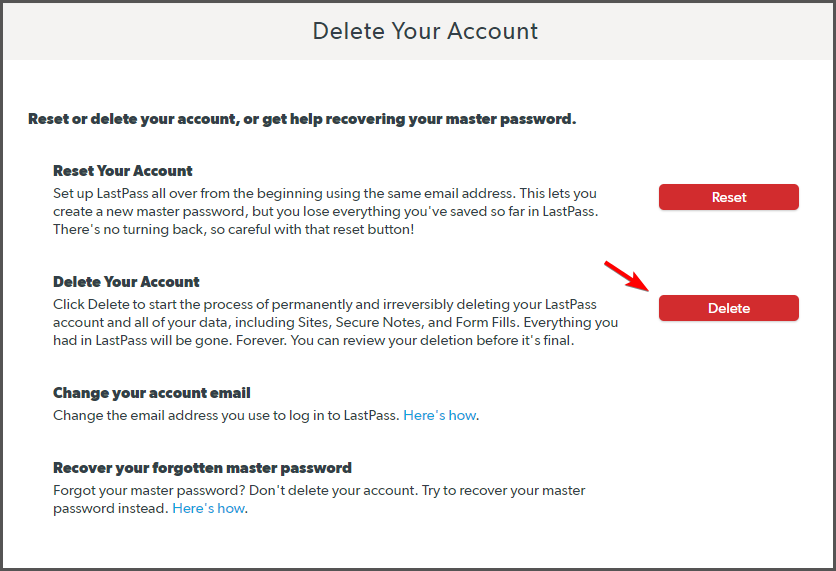 Delete Your Account
Reset or delete your account, or get help recovering your master password.
Reset Your Account
Set up LastPass all over from the beginning using the same email address. This lets you
create a new master password, but you lose everything you've saved so far in LastPass.
There's no turning back, so careful with that reset button!
Reset
Delete Your Account
Click Delete to start the process of permanently and irreversibly deleting your LastPass
account and all of your data, including Sites, Secure Notes, and Form Fills. Everything you
had in LastPass will be gone. Forever. You can review your deletion before it's final.
Delete
Change your account email
Change the email address you use to log in to LastPass. Here's how.
Recover your forgotten master password
Forgot your master password? Don't delete your account. Try to recover your master
password instead. Here's how.